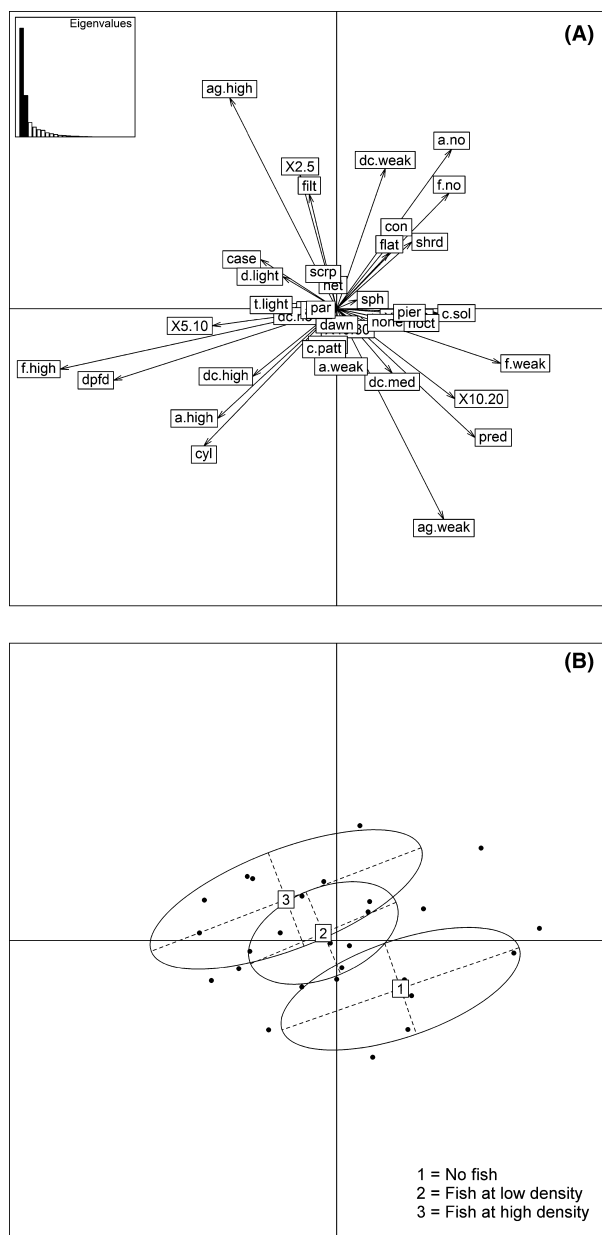 Eigenvalues
(A)
ag.high
a.no
dc.weak
X2.5
f.no
filt
con
shrd
flat
case
scrp
d.light
net
sph
t.light
par
pier
c.sol
none
dawn
X5.10
c.patt
f.high
a.weak
f.weak
dpfd
dc.high
dc.med
X10.20
a.high
pred
cyl
ag.weak
(B)
3
2
1
1 = No fish
2 = Fish at low density
3 = Fish at high density